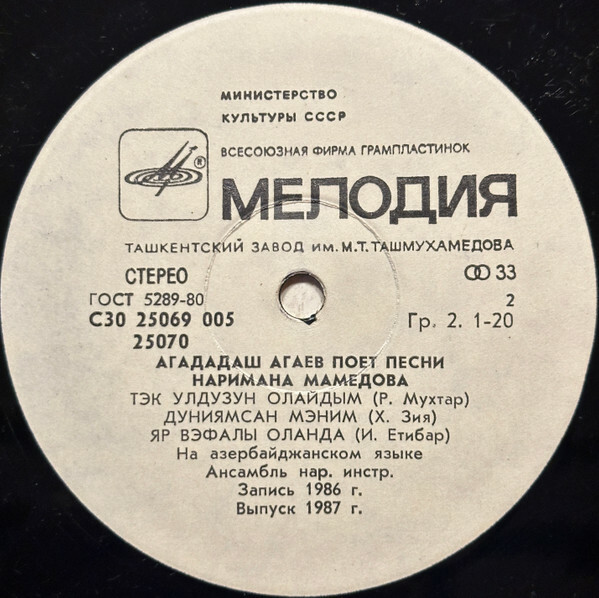 МИНИСТЕРСТВО
КУЛЬТУРЫ СССР
ВСЕСОЮЗНАЯ ФИРМА ГРАМПЛАСТИНОК
®
МЕЛОДИЯ
ТАШКЕНТСКИЙ ЗАВОД ИМ. М.Т. ТАШМУХАМЕДОВА
СТЕРЕО 33
ГОСТ 5289-80 2
С30 25069 005 Гр. 2. 1-20
25070
АГАДАДАШ АГАЕВ ПОЕТ ПЕСНИ
НАРИМАНА МАМЕДОВА
ТЭК УЛДУЗУН ОЛАЙДЫМ (Р. Мухтар)
ДУНИЯМСАН МЭНИМ (Х. Зия)
ЯР ВЭФАЛЫ ОЛАНДА (И. Етибар)
На азербайджанском языке
Ансамбль нар. инстр.
Запись 1986 г.
Выпуск 1987 г.